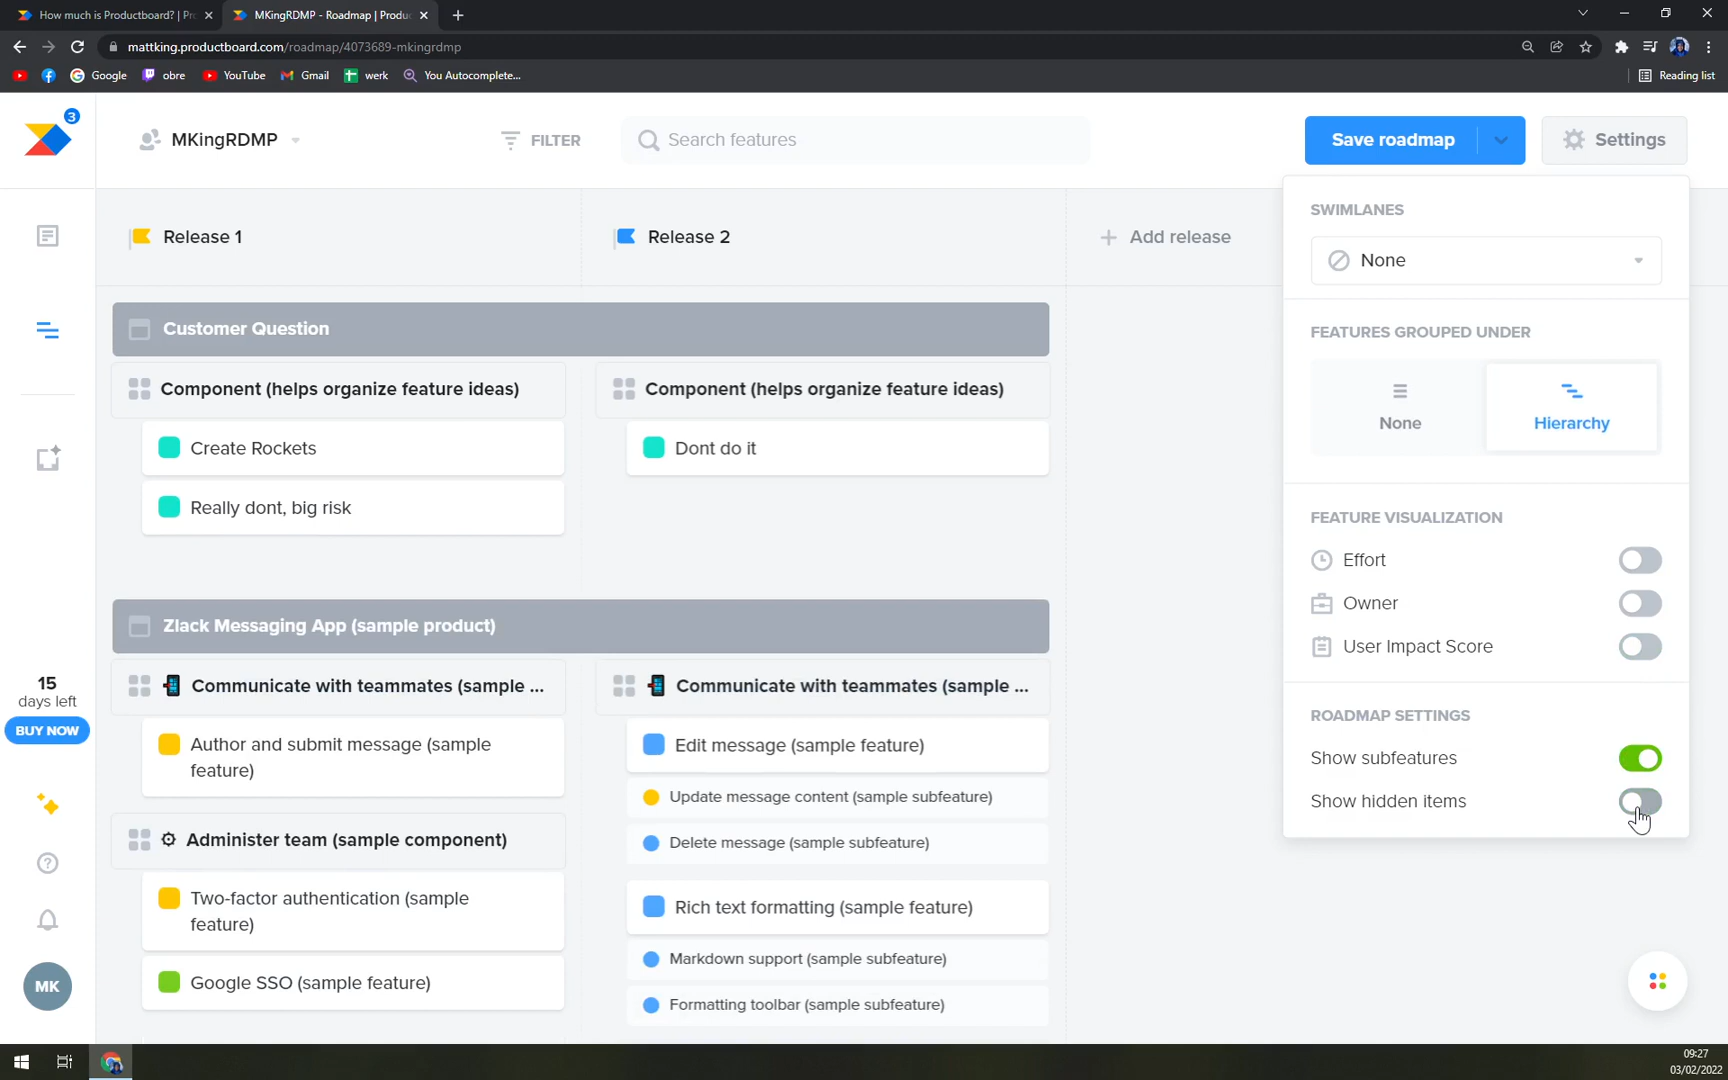 How much is Productboard? | Pr
MKingRDMP - Roadmap | Produc
mattking.productboard.com/roadmap/4073689-mkingrdmp
Google
obre
YouTube
Gmail
werk
You Autocomplete...
Reading list
3
MKingRDMP
FILTER
Search features
Save roadmap
Settings
Release 1
Release 2
Add release
SWIMLANES
None
FEATURES GROUPED UNDER
None
Hierarchy
FEATURE VISUALIZATION
Effort
Owner
User Impact Score
ROADMAP SETTINGS
Show subfeatures
Show hidden items
Customer Question
Component (helps organize feature ideas)
Component (helps organize feature ideas)
Create Rockets
Dont do it
Really dont, big risk
Zlack Messaging App (sample product)
Communicate with teammates (sample ...
Communicate with teammates (sample ...
Author and submit message (sample
feature)
Edit message (sample feature)
Update message content (sample subfeature)
Delete message (sample subfeature)
Administer team (sample component)
Two-factor authentication (sample
feature)
Rich text formatting (sample feature)
Markdown support (sample subfeature)
Google SSO (sample feature)
Formatting toolbar (sample subfeature)
15
days left
BUY NOW
MK
09:27
03/02/2022